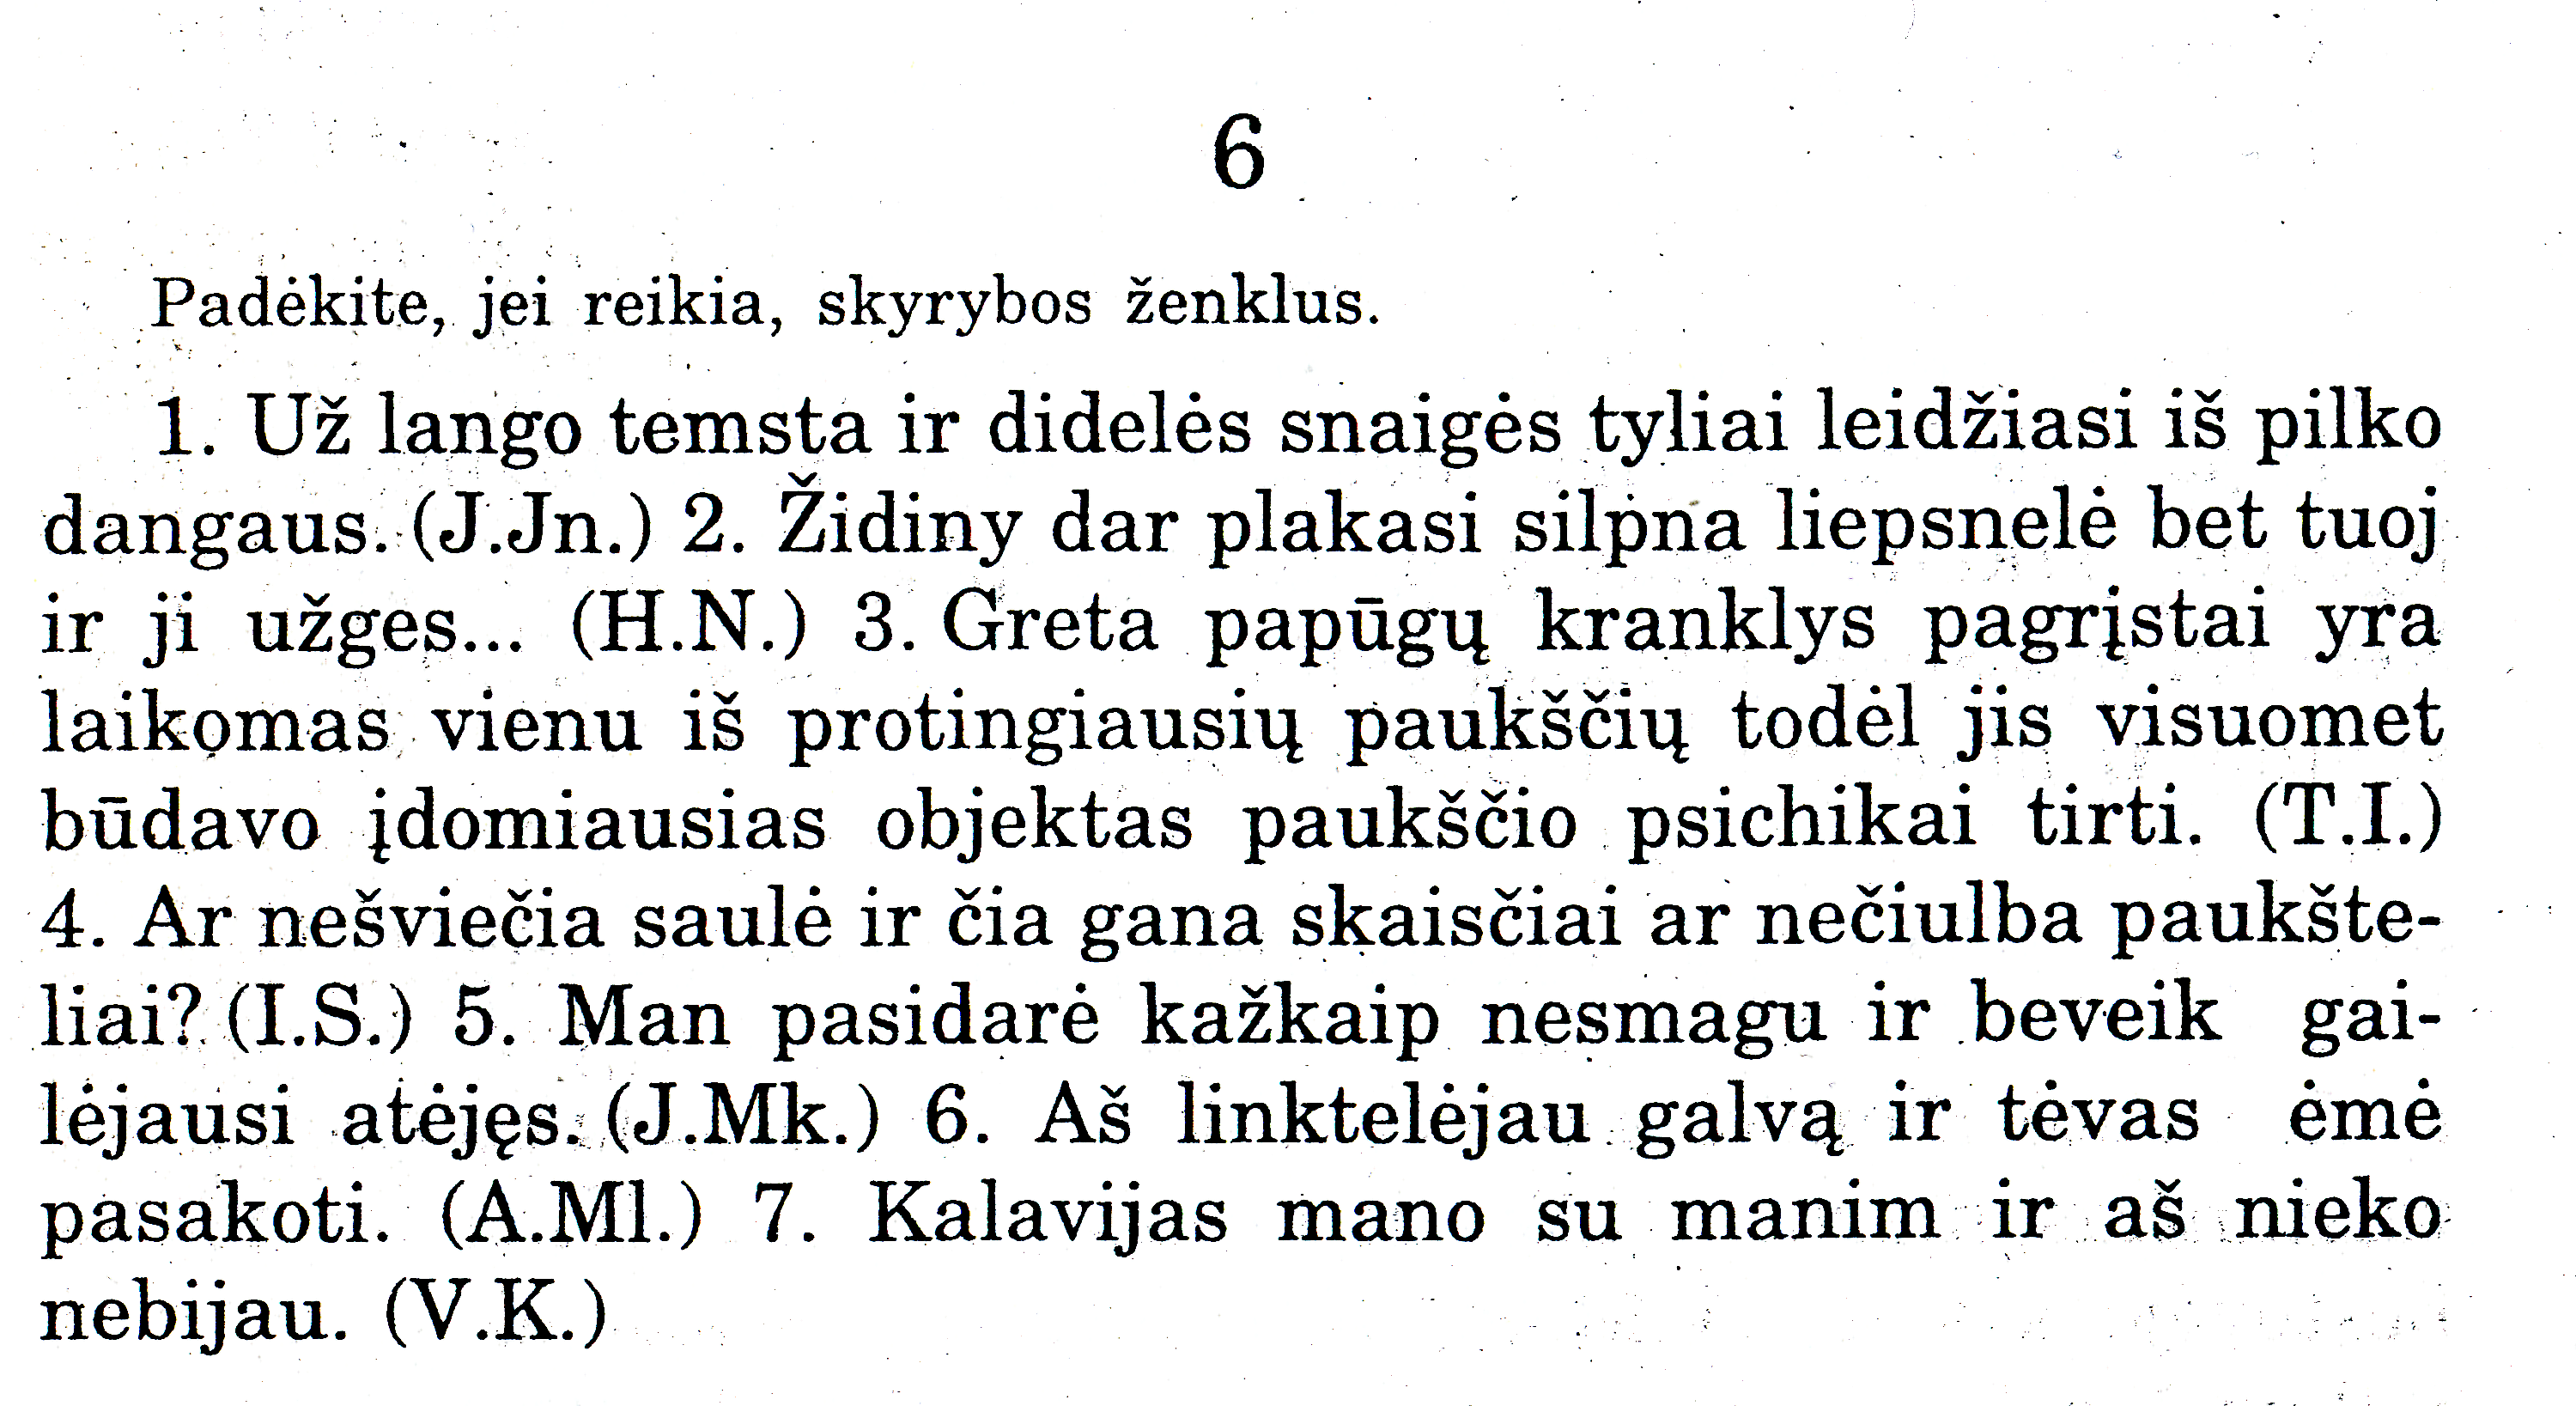 6
Padėkite, jei reikia, skyrybos ženklus.
1. Už lango temsta ir didelės snaigės tyliai leidžiasi iš pilko
dangaus. (J.Jn.) 2. Židiny dar plakasi silpna liepsnelė bet tuoj
ir ji užges... (H.N.) 3. Greta papūgų kranklys pagrįstai yra
laikomas vienu iš protingiausių paukščių todėl jis visuomet
būdavo įdomiausias objektas paukščio psichikai tirti. (T.I.)
4. Ar nešviečia saulė ir čia gana skaisčiai ar nečiulba paukšte-
liai? (I.S.) 5. Man pasidarė kažkaip nesmagu ir beveik gai-
lėjausi atėjęs. (J.Mk.) 6. Aš linktelėjau galvą ir tėvas ėmė
pasakoti. (A.Ml.) 7. Kalavijas mano su manim ir aš nieko
nebijau. (V.K.)